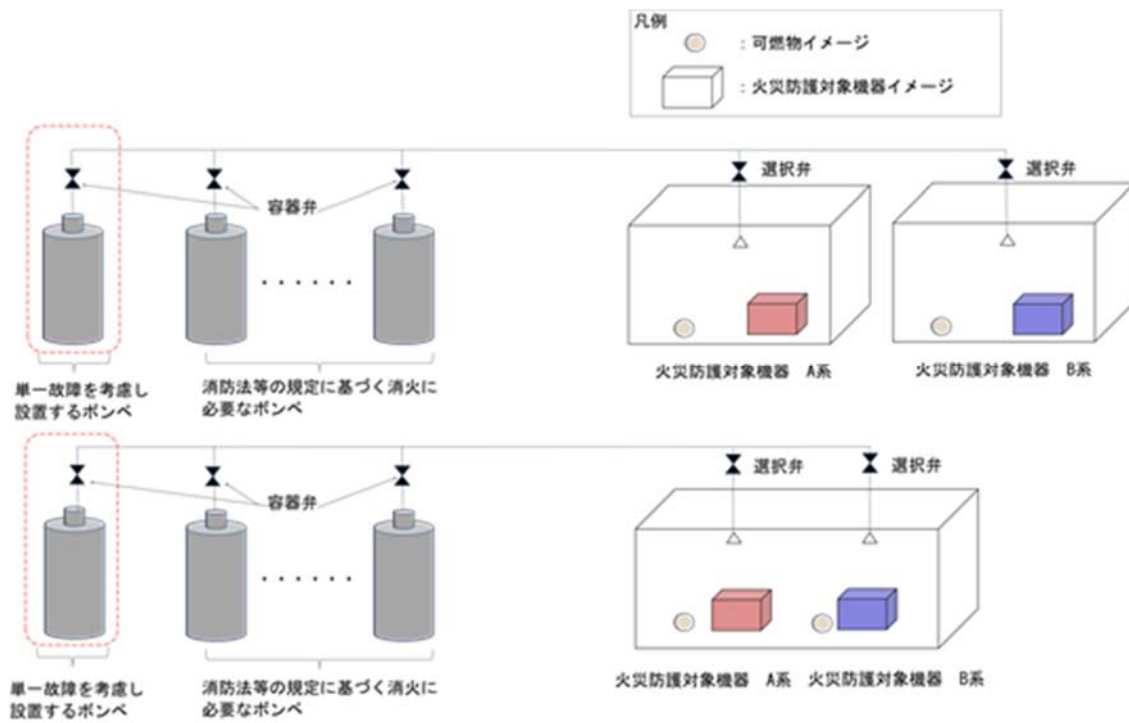 凡例
：可燃物イメージ
：火災防護対象機器イメージ
選択弁
選択弁
容器弁
火災防護対象機器　A系
火災防護対象機器　B系
単一故障を考慮し
設置するボンベ
消防法等の規定に基づく消火に
必要なボンベ
選択弁
選択弁
容器弁
火災防護対象機器　A系
火災防護対象機器　B系
単一故障を考慮し
設置するボンベ
消防法等の規定に基づく消火に
必要なボンベ